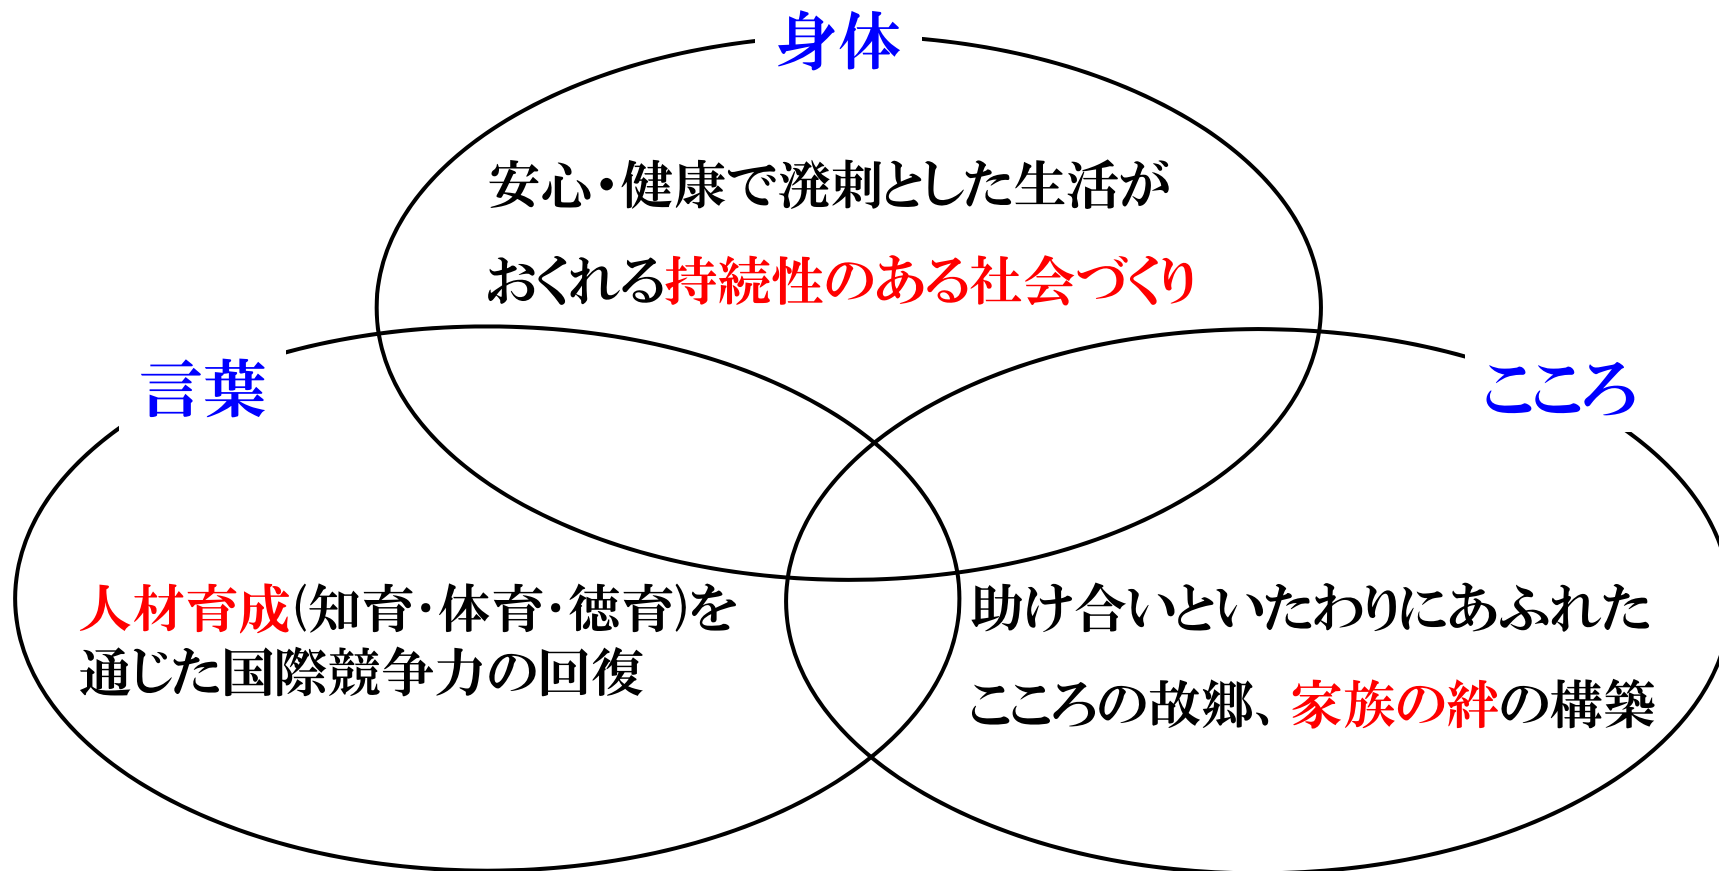 身体
安心・健康で溌剌とした生活が
おくれる持続性のある社会づくり
言葉
人材育成(知育・体育・徳育)を
通じた国際競争力の回復
こころ
助け合いといたわりにあふれた
こころの故郷、家族の絆の構築